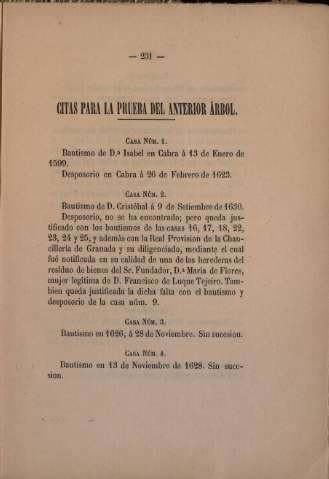 — 231 —
CITAS PARA LA PRUEBA DEL ANTERIOR ÁRBOL.
CASA NÚM. 1.
Bautismo de D.ª Isabel en Cabra á 13 de Enero de
1599.
Desposorio en Cabra á 26 de Febrero de 1623.
CASA NÚM. 2.
Bautismo de D. Cristóbal á 9 de Setiembre de 1630.
Desposorio, no se ha encontrado; pero queda jus-
tificado con los bautismos de las casas 16, 17, 18, 22,
23, 24 y 25, y además con la Real Provision de la Chan-
cillería de Granada y su diligenciado, mediante el cual
fué notificada en su calidad de una de las herederas del
residuo de bienes del Sr. Fundador, D.ª Maria de Flores,
mujer legítima de D. Francisco de Luque Tejeiro. Tam-
bien queda justificada la dicha falta con el bautismo y
desposorio de la casa núm. 9.
CASA NÚM. 3.
Bautismo en 1626, á 28 de Noviembre. Sin sucesion.
CASA NÚM. 4.
Bautismo en 13 de Noviembre de 1628. Sin suce-
sion.